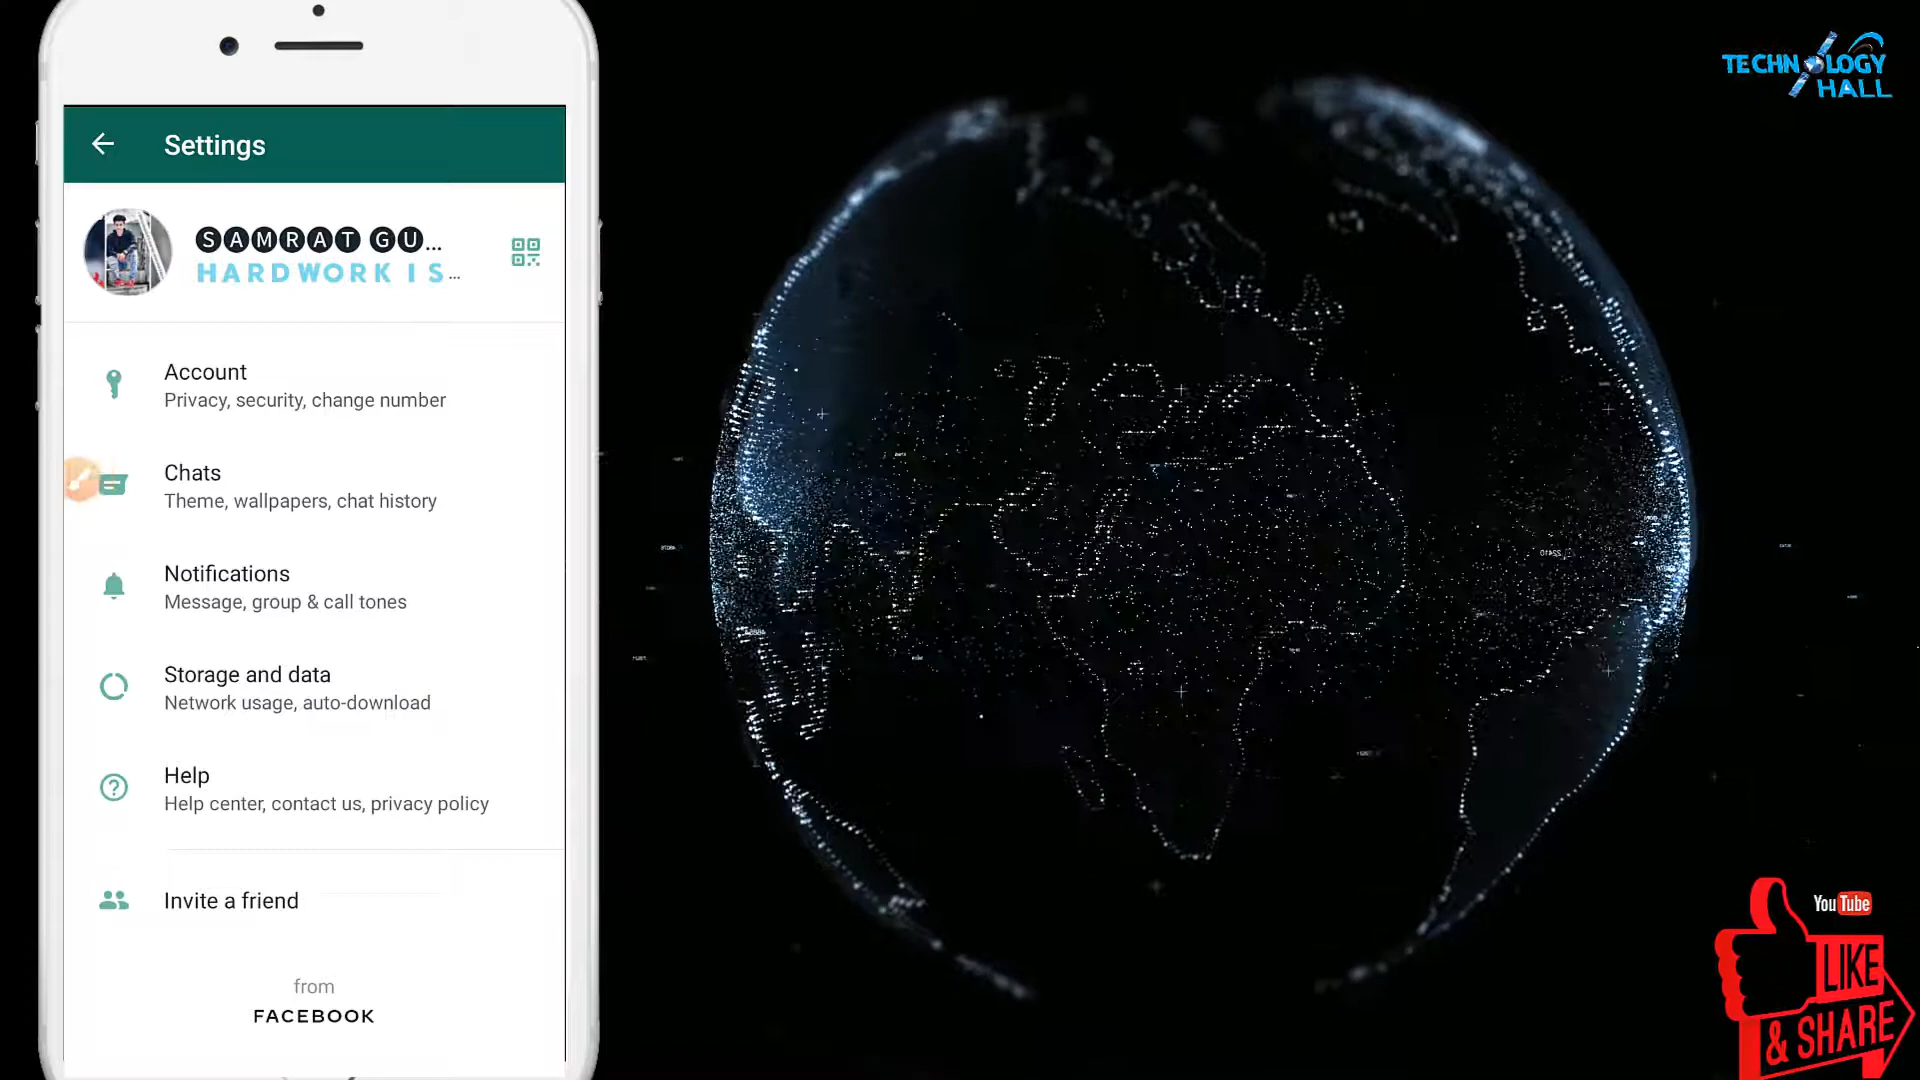 Settings
SAMRAT GU...
HARDWORK IS...
Account
Privacy, security, change number
Chats
Theme, wallpapers, chat history
Notifications
Message, group & call tones
Storage and data
Network usage, auto-download
Help
Help center, contact us, privacy policy
Invite a friend
from
FACEBOOK
TECHNOLOGY
HALL
YouTube
LIKE
& SHARE